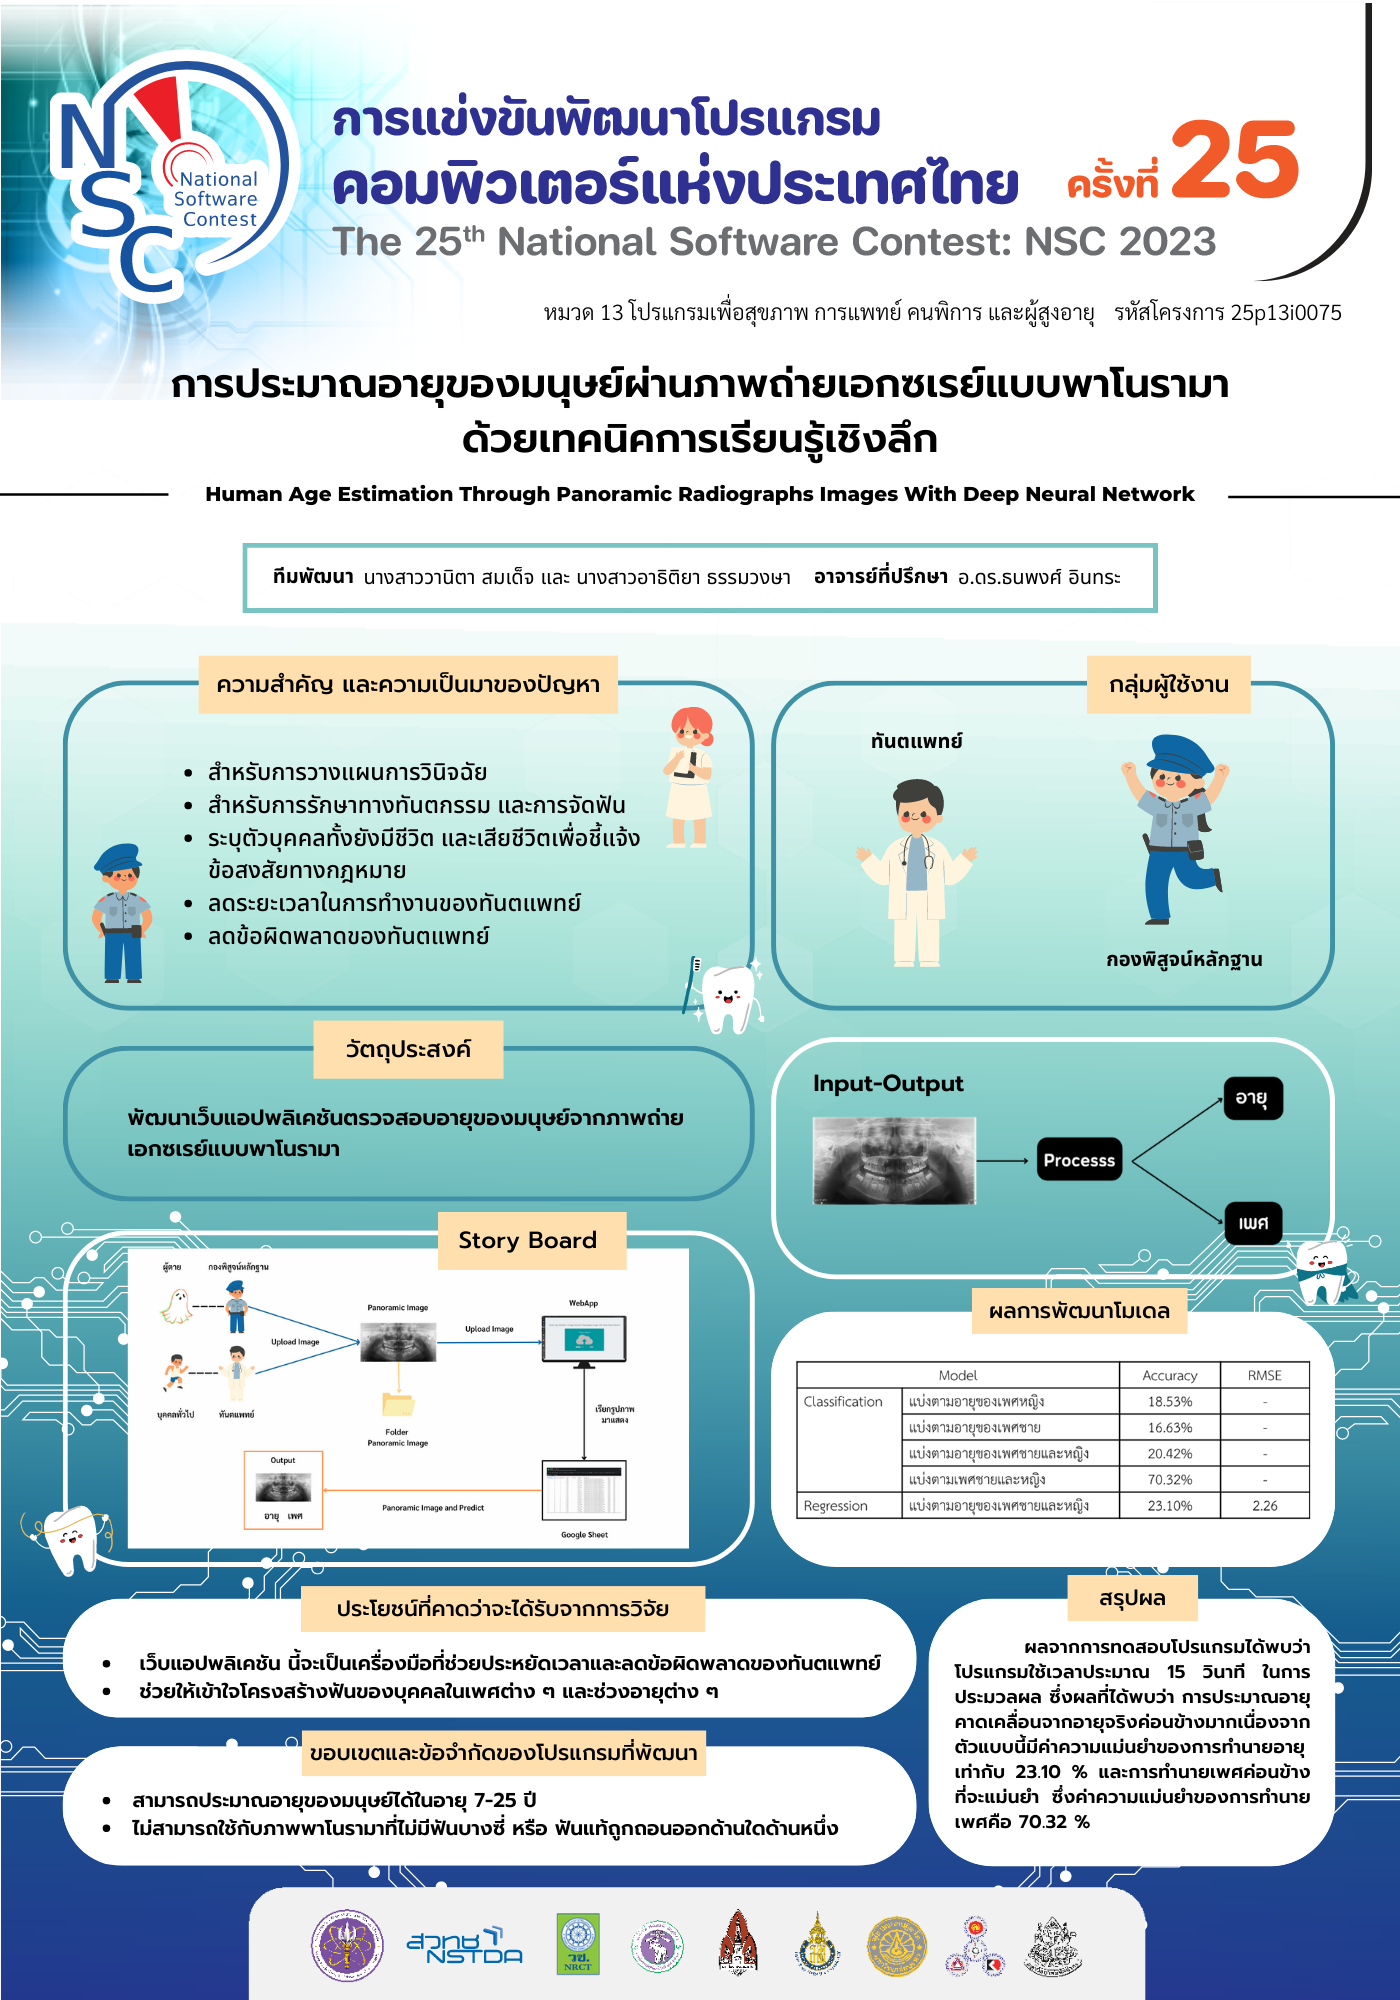 NSC
National
Software
Contest
การแข่งขันพัฒนาโปรแกรม
คอมพิวเตอร์แห่งประเทศไทย ครั้งที่ 25
The 25th National Software Contest: NSC 2023
หมวด 13 โปรแกรมเพื่อสุขภาพ การแพทย์ คนพิการ และผู้สูงอายุ รหัสโครงการ 25p13i0075
การประมาณอายุของมนุษย์ผ่านภาพถ่ายเอกซเรย์แบบพาโนรามา
ด้วยเทคนิคการเรียนรู้เชิงลึก
Human Age Estimation Through Panoramic Radiographs Images With Deep Neural Network
ทีมพัฒนา นางสาววานิตา สมเด็จ และ นางสาวอาธิติยา ธรรมวงษา อาจารย์ที่ปรึกษา อ.ดร.ธนพงศ์ อินทระ
ความสำคัญ และความเป็นมาของปัญหา
• สำหรับการวางแผนการวินิจฉัย
• สำหรับการรักษาทางทันตกรรม และการจัดฟัน
• ระบุตัวบุคคลทั้งยังมีชีวิต และเสียชีวิตเพื่อชี้แจ้ง
ข้อสงสัยทางกฎหมาย
• ลดระยะเวลาในการทำงานของทันตแพทย์
• ลดข้อผิดพลาดของทันตแพทย์
กลุ่มผู้ใช้งาน
ทันตแพทย์
กองพิสูจน์หลักฐาน
วัตถุประสงค์
พัฒนาเว็บแอปพลิเคชันตรวจสอบอายุของมนุษย์จากภาพถ่าย
เอกซเรย์แบบพาโนรามา
Input-Output
Processs
อายุ
เพศ
Story Board
ผู้ตาย กองพิสูจน์หลักฐาน
Upload Image
บุคคลทั่วไป ทันตแพทย์
Panoramic Image
Upload Image
WebApp
Folder
Panoramic Image
เรียกรูปภาพ
มาแสดง
Output
อายุ เพศ
Panoramic Image and Predict
Google Sheet
ผลการพัฒนาโมเดล
Model Accuracy RMSE
Classification แบ่งตามอายุของเพศหญิง 18.53% -
แบ่งตามอายุของเพศชาย 16.63% -
แบ่งตามอายุของเพศชายและหญิง 20.42% -
แบ่งตามเพศชายและหญิง 70.32% -
Regression แบ่งตามอายุของเพศชายและหญิง 23.10% 2.26
ประโยชน์ที่คาดว่าจะได้รับจากการวิจัย
• เว็บแอปพลิเคชัน นี้จะเป็นเครื่องมือที่ช่วยประหยัดเวลาและลดข้อผิดพลาดของทันตแพทย์
• ช่วยให้เข้าใจโครงสร้างฟันของบุคคลในเพศต่าง ๆ และช่วงอายุต่าง ๆ
ขอบเขตและข้อจำกัดของโปรแกรมที่พัฒนา
• สามารถประมาณอายุของมนุษย์ได้ในอายุ 7-25 ปี
• ไม่สามารถใช้กับภาพพาโนรามาที่ไม่มีฟันบางซี่ หรือ ฟันแท้ถูกถอนออกด้านใดด้านหนึ่ง
สรุปผล
ผลจากการทดสอบโปรแกรมได้พบว่า
โปรแกรมใช้เวลาประมาณ 15 วินาที ในการ
ประมวลผล ซึ่งผลที่ได้พบว่า การประมาณอายุ
คาดเคลื่อนจากอายุจริงค่อนข้างมากเนื่องจาก
ตัวแบบนี้มีค่าความแม่นยำของการทำนายอายุ
เท่ากับ 23.10 % และการทำนายเพศค่อนข้าง
ที่จะแม่นยำ ซึ่งค่าความแม่นยำของการทำนาย
เพศคือ 70.32 %
สวทช
NSTDA
วช.
NRCT